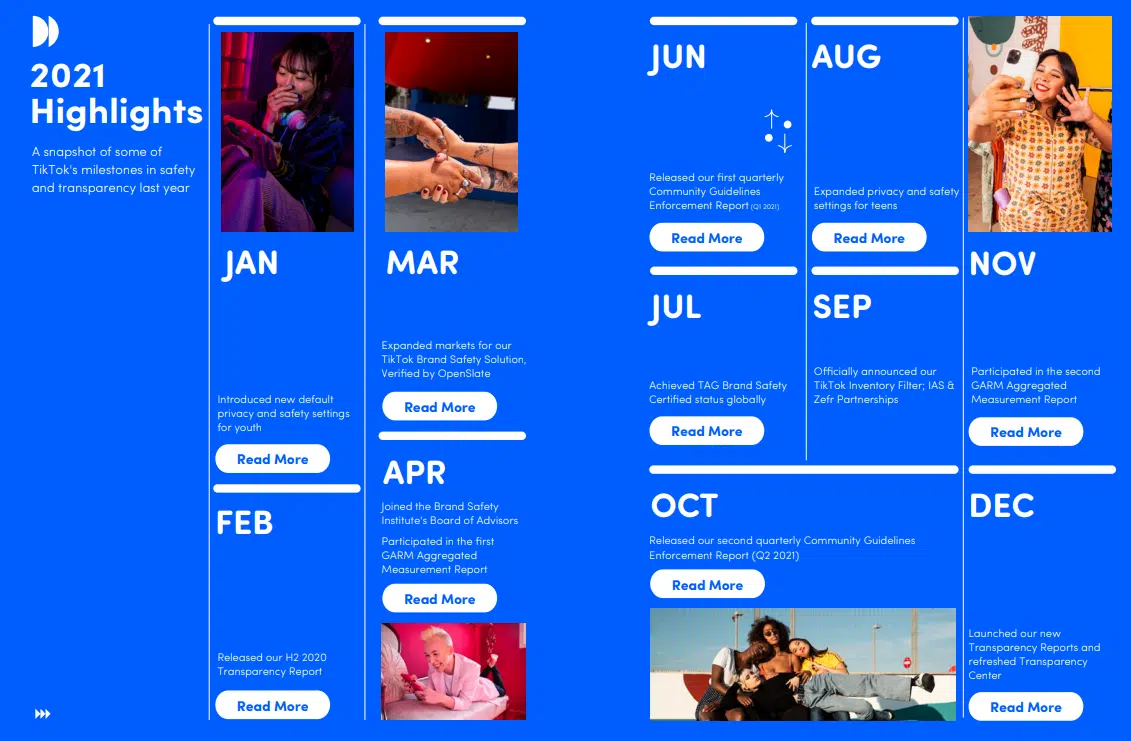 2021
Highlights
A snapshot of some of
TikTok's milestones in safety
and transparency last year
JAN
Introduced new default
privacy and safety settings
for youth
Read More
FEB
Released our H2 2020
Transparency Report
Read More
MAR
Expanded markets for our
TikTok Brand Safety Solution,
Verified by OpenSlate
Read More
APR
Joined the Brand Safety
Institute's Board of Advisors
Participated in the first
GARM Aggregated
Measurement Report
Read More
JUN
Released our first quarterly
Community Guidelines
Enforcement Report (Q1 2021)
Read More
JUL
Achieved TAG Brand Safety
Certified status globally
Read More
AUG
Expanded privacy and safety
settings for teens
Read More
SEP
Officially announced our
TikTok Inventory Filter; IAS &
Zefr Partnerships
OCT
Released our second quarterly Community Guidelines
Enforcement Report (Q2 2021)
Read More
NOV
Participated in the second
GARM Aggregated
Measurement Report
Read More
DEC
Launched our new
Transparency Reports and
refreshed Transparency
Center
Read More